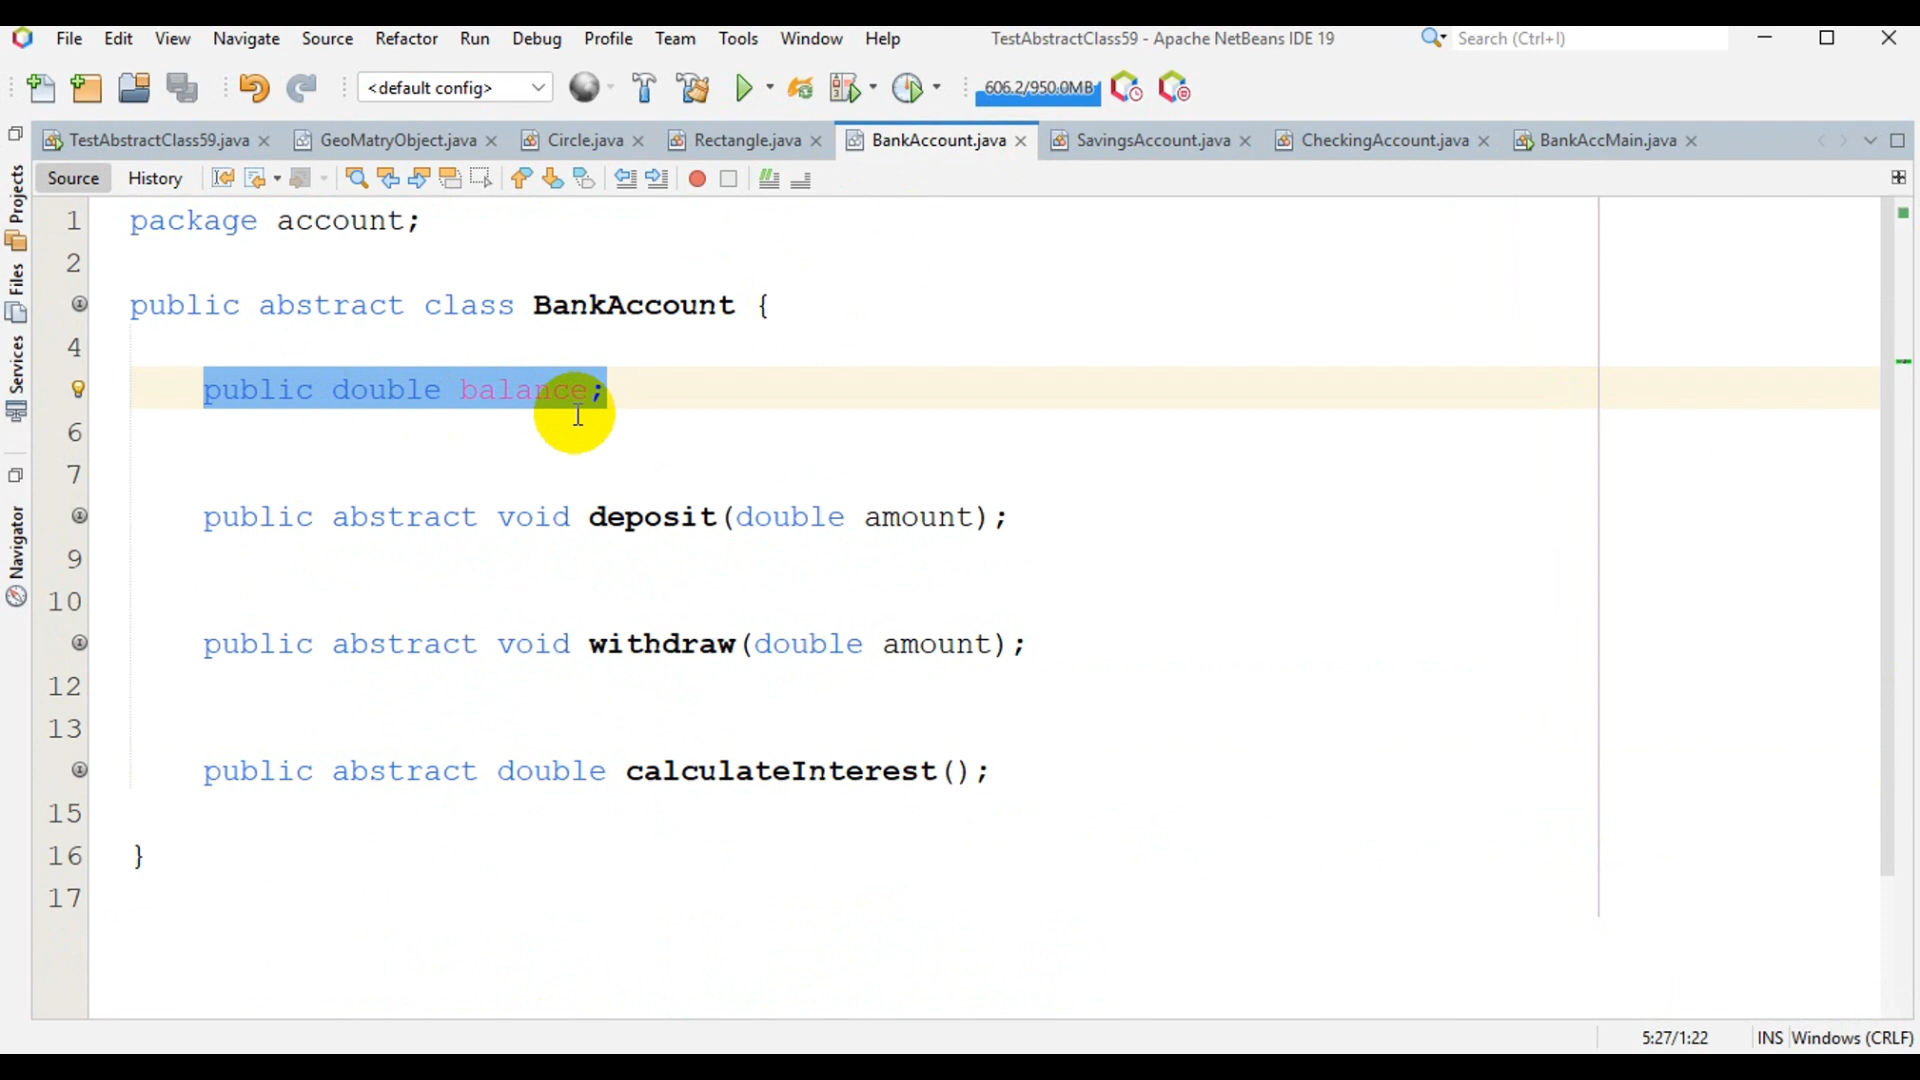 File Edit View Navigate Source Refactor Run Debug Profile Team Tools Window Help TestAbstractClass59 - Apache NetBeans IDE 19 Search (Ctrl+I)
<default config> 606.2/950.0MB
TestAbstractClass59.java GeoMatryObject.java Circle.java Rectangle.java BankAccount.java SavingsAccount.java CheckingAccount.java BankAccMain.java
Source History
Projects
Files
Services
Navigator
1 package account;
2
public abstract class BankAccount {
4
public double balance;
6
7
public abstract void deposit(double amount);
9
10
public abstract void withdraw(double amount);
12
13
public abstract double calculateInterest();
15
16 }
17
5:27/1:22 INS Windows (CRLF)